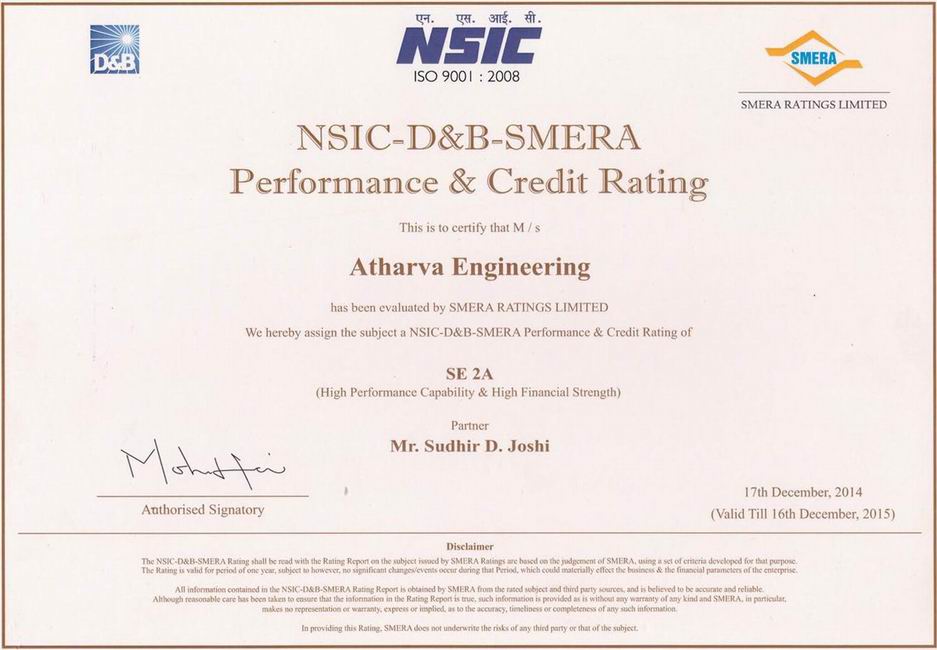 D&B
एन. एस. आई. सी.
NSIC
ISO 9001 : 2008
SMERA
SMERA RATINGS LIMITED
NSIC-D&B-SMERA
Performance & Credit Rating
This is to certify that M / s
Atharva Engineering
has been evaluated by SMERA RATINGS LIMITED
We hereby assign the subject a NSIC-D&B-SMERA Performance & Credit Rating of
SE 2A
(High Performance Capability & High Financial Strength)
Partner
Mr. Sudhir D. Joshi
Authorised Signatory
17th December, 2014
(Valid Till 16th December, 2015)
Disclaimer
The NSIC-D&B-SMERA Rating shall be read with the Rating Report on the subject issued by SMERA Ratings are based on the judgement of SMERA, using a set of criteria developed for that purpose.
The Rating is valid for period of one year, subject to however, no significant changes/events occur during that Period, which could materially effect the business & the financial parameters of the enterprise.
All information contained in the NSIC-D&B-SMERA Rating Report is obtained by SMERA from the rated subject and third party sources, and is believed to be accurate and reliable.
Although reasonable care has been taken to ensure that the information in the Rating Report is true, such information is provided as is without any warranty of any kind and SMERA, in particular,
makes no representation or warranty, express or implied, as to the accuracy, timeliness or completeness of any such information.
In providing this Rating, SMERA does not underwrite the risks of any third party or that of the subject.